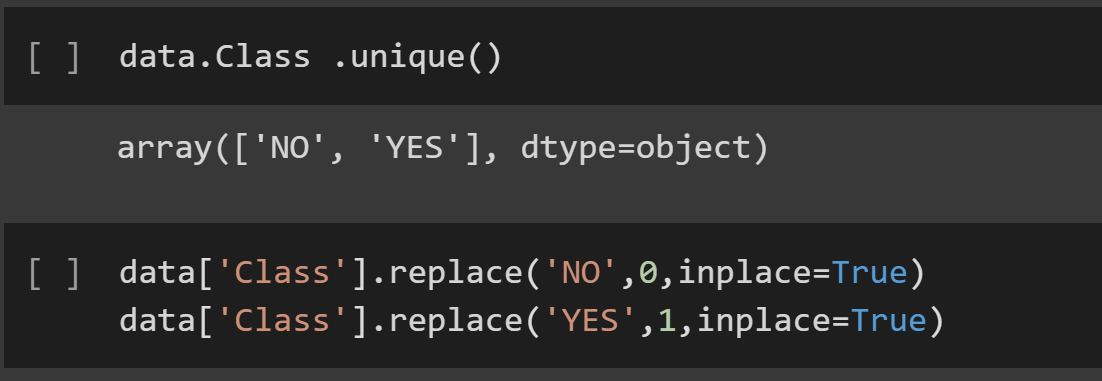 [ ] data.Class .unique()
array(['NO', 'YES'], dtype=object)
[ ] data['Class'].replace('NO',0,inplace=True)
data['Class'].replace('YES',1,inplace=True)